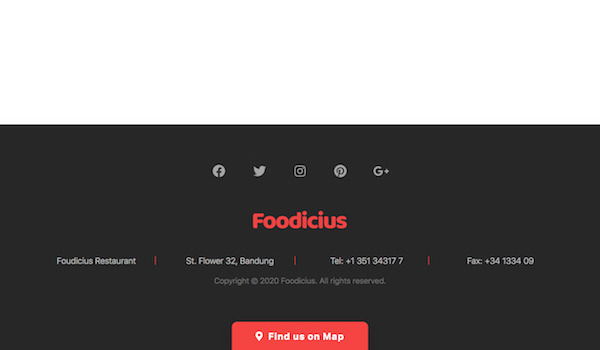 Foodicius
Foudicius Restaurant | St. Flower 32, Bandung | Tel: +1 351 34317 7 | Fax: +34 1334 09
Copyright © 2020 Foodicius. All rights reserved.
Find us on Map